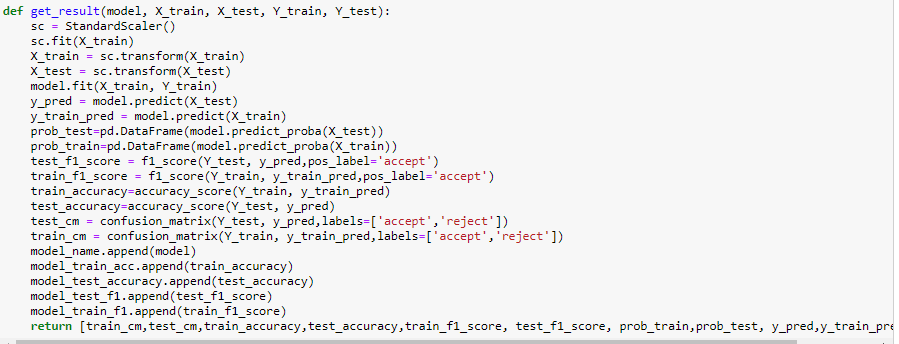 def get_result(model, X_train, X_test, Y_train, Y_test):
    sc = StandardScaler()
    sc.fit(X_train)
    X_train = sc.transform(X_train)
    X_test = sc.transform(X_test)
    model.fit(X_train, Y_train)
    y_pred = model.predict(X_test)
    y_train_pred = model.predict(X_train)
    prob_test=pd.DataFrame(model.predict_proba(X_test))
    prob_train=pd.DataFrame(model.predict_proba(X_train))
    test_f1_score = f1_score(Y_test, y_pred,pos_label='accept')
    train_f1_score = f1_score(Y_train, y_train_pred,pos_label='accept')
    train_accuracy=accuracy_score(Y_train, y_train_pred)
    test_accuracy=accuracy_score(Y_test, y_pred)
    test_cm = confusion_matrix(Y_test, y_pred,labels=['accept','reject'])
    train_cm = confusion_matrix(Y_train, y_train_pred,labels=['accept','reject'])
    model_name.append(model)
    model_train_acc.append(train_accuracy)
    model_test_accuracy.append(test_accuracy)
    model_test_f1.append(test_f1_score)
    model_train_f1.append(train_f1_score)
    return [train_cm,test_cm,train_accuracy,test_accuracy,train_f1_score, test_f1_score, prob_train,prob_test, y_pred,y_train_pre